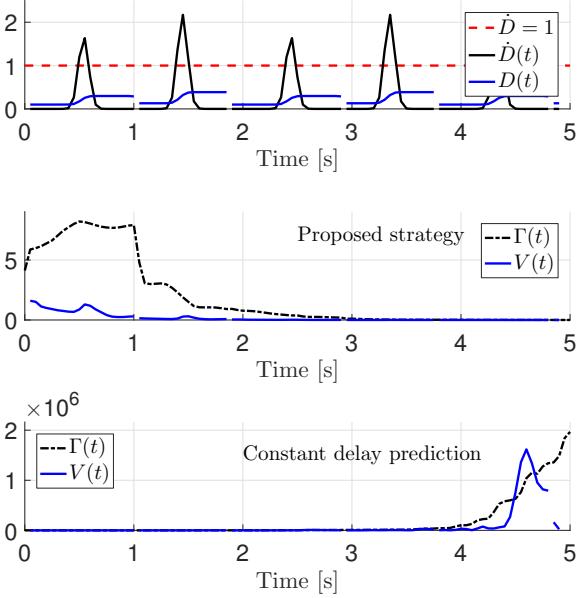 2
1
0
Ḋ = 1
Ḋ(t)
D(t)
0 1 2 3 4 5
Time [s]
5
0
Proposed strategy
Γ(t)
V(t)
0 1 2 3 4 5
Time [s]
×10⁶
2
1
0
Γ(t)
V(t)
Constant delay prediction
0 1 2 3 4 5
Time [s]